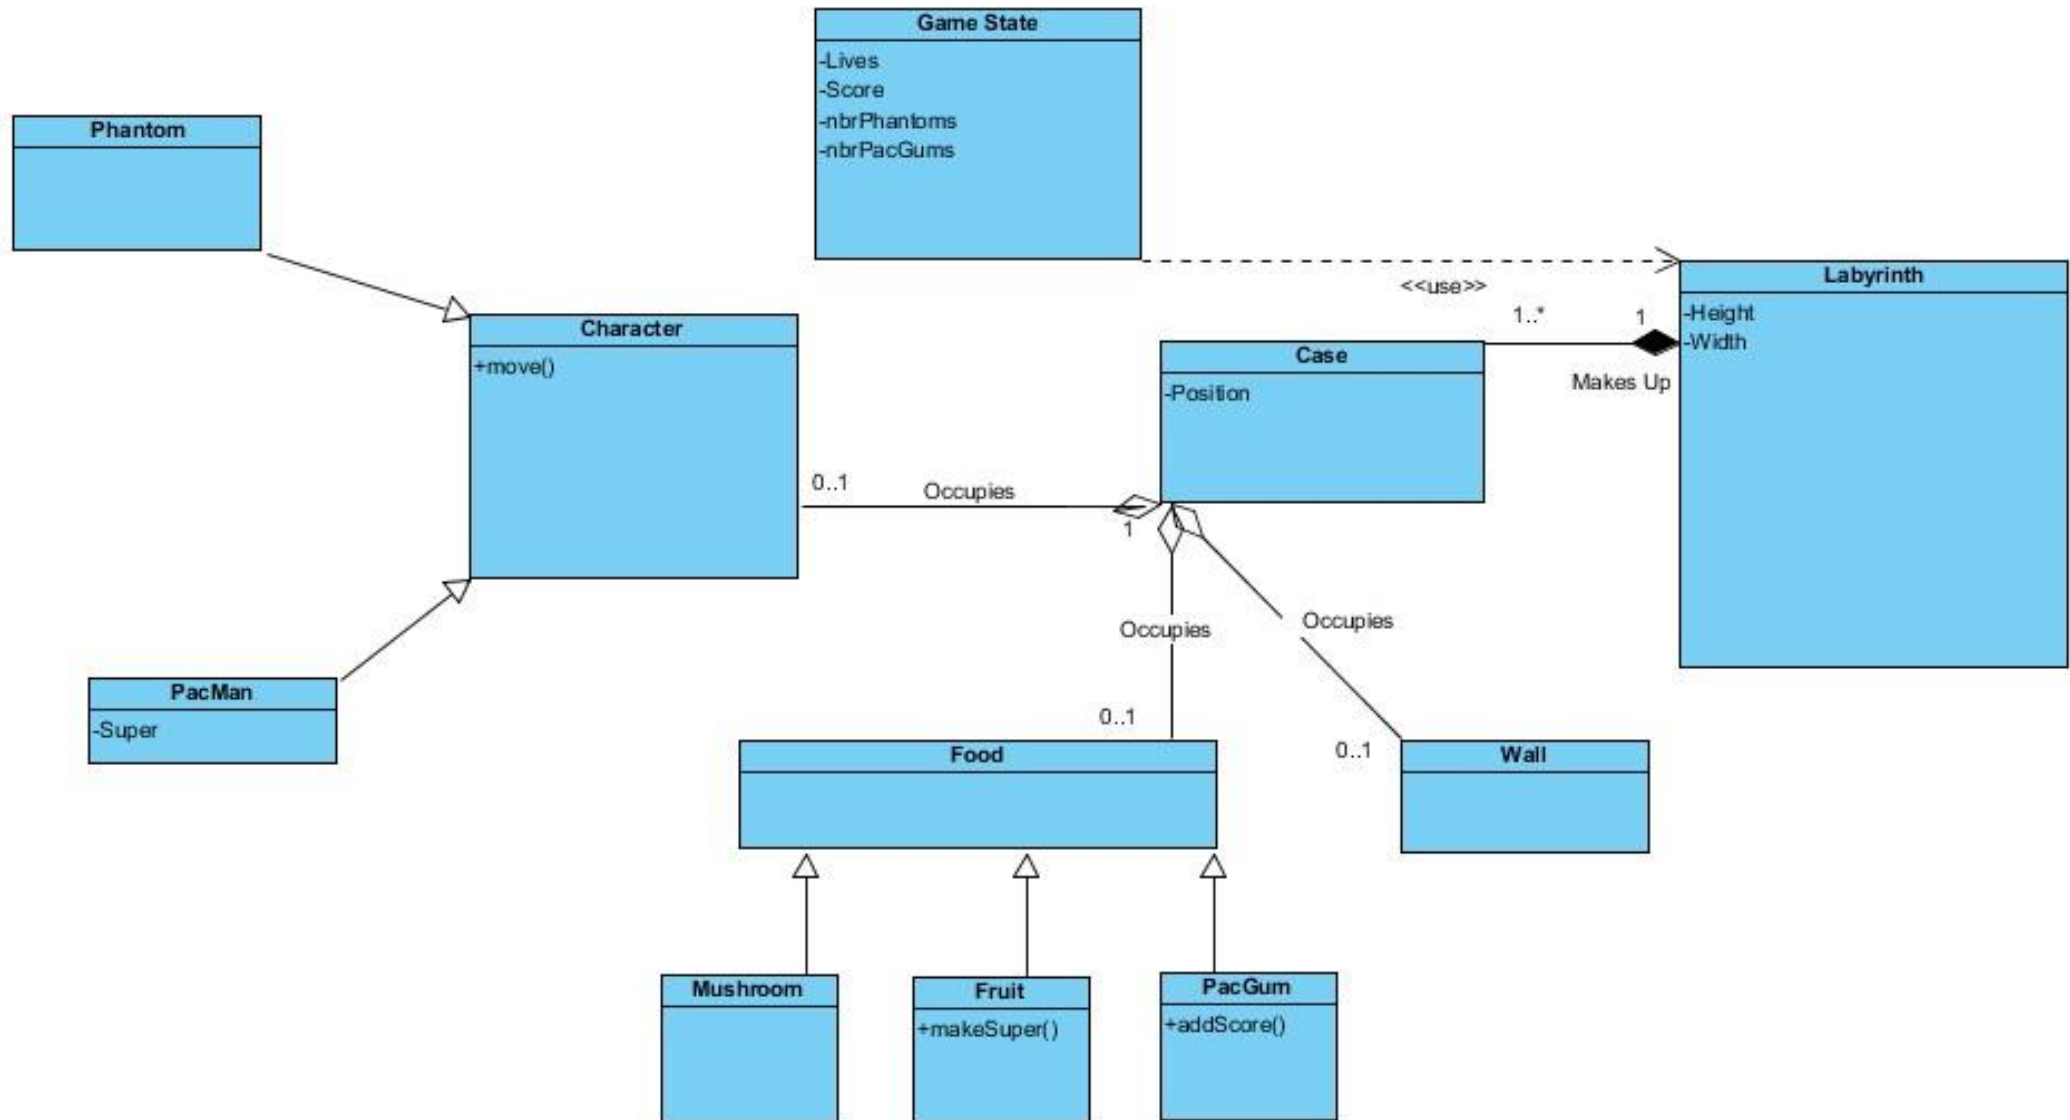 Game State
-Lives
-Score
-nbrPhantoms
-nbrPacGums
Phantom
<<use>>
Labyrinth
-Height
-Width
Character
+move()
1..*
1
Makes Up
Case
-Position
0..1
Occupies
1
Occupies
Occupies
PacMan
-Super
0..1
0..1
Food
Wall
Mushroom
Fruit
+makeSuper()
PacGum
+addScore()